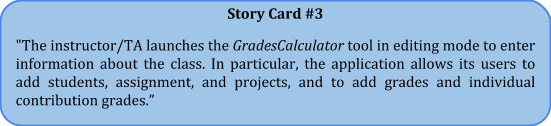 Story Card #3
"The instructor/TA launches the GradesCalculator tool in editing mode to enter
information about the class. In particular, the application allows its users to
add students, assignment, and projects, and to add grades and individual
contribution grades.”